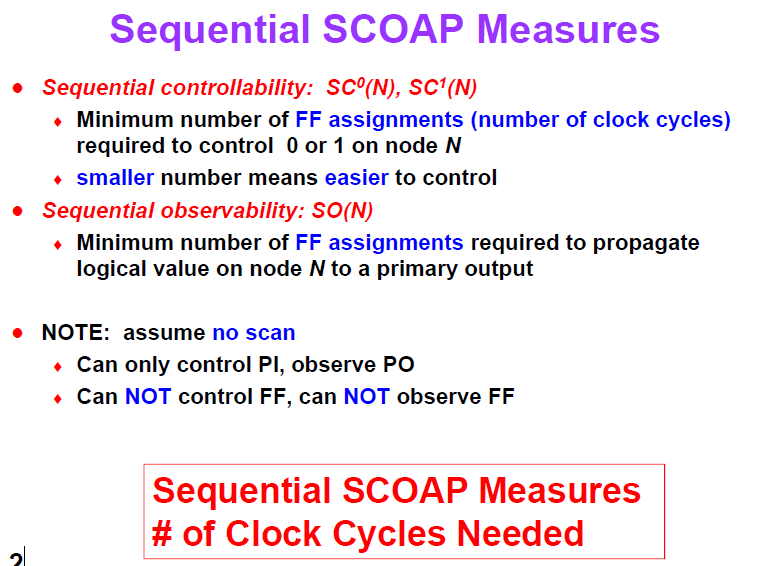 Sequential SCOAP Measures
● Sequential controllability: SC⁰(N), SC¹(N)
♦ Minimum number of FF assignments (number of clock cycles)
required to control 0 or 1 on node N
♦ smaller number means easier to control
● Sequential observability: SO(N)
♦ Minimum number of FF assignments required to propagate
logical value on node N to a primary output
● NOTE: assume no scan
♦ Can only control PI, observe PO
♦ Can NOT control FF, can NOT observe FF
Sequential SCOAP Measures
# of Clock Cycles Needed
2